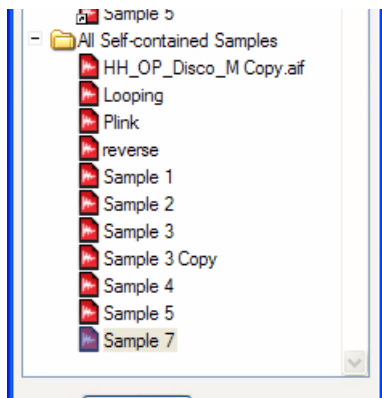 Sample 5
All Self-contained Samples
HH_OP_Disco_M Copy.aif
Looping
Plink
reverse
Sample 1
Sample 2
Sample 3
Sample 3 Copy
Sample 4
Sample 5
Sample 7